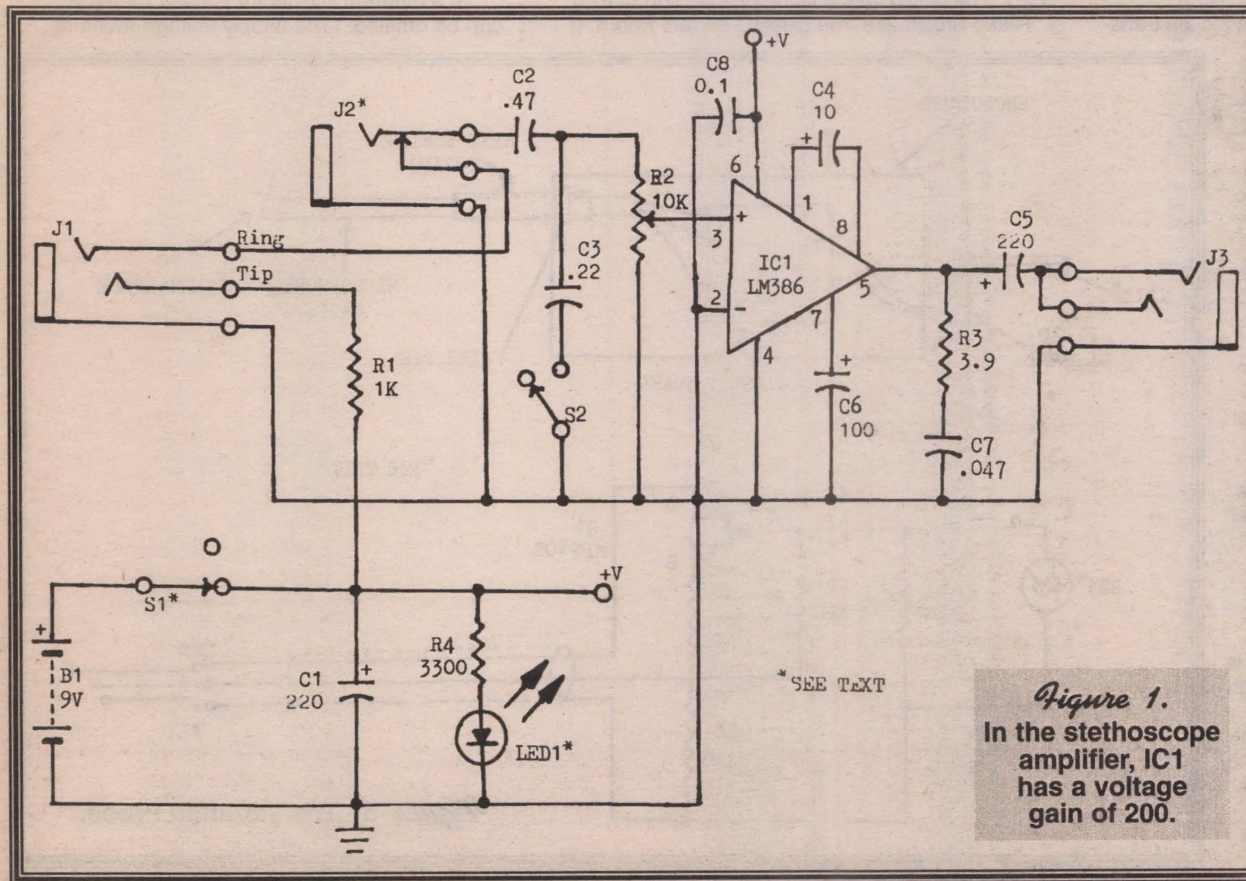 +V
C8
0.1
C4
10
C2
.47
J2*
R2
10K
6
1
8
+
+
3
IC1
LM386
2
-
5
7
4
C5
220
+
J3
J1
Ring
Tip
C3
.22
R1
1K
S2
R3
3.9
+
C6
100
C7
.047
S1*
+V
+
B1
9V
C1
220
+
R4
3300
LED1*
*SEE TEXT
Figure 1.
In the stethoscope
amplifier, IC1
has a voltage
gain of 200.